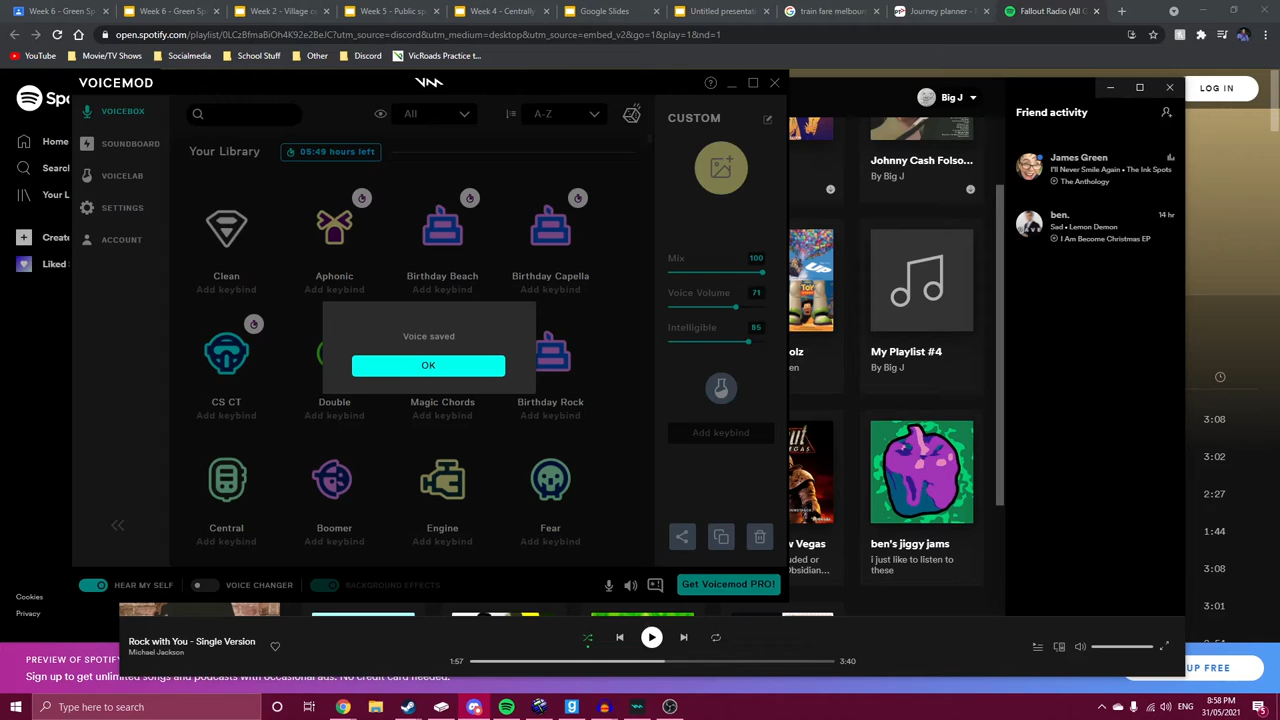 Week 6 - Green S
Week 6 - Green Sp
Week 2 - Village c
Week 5 - Public sp
Week 4 - Centrally
Google Slides
Untitled presentat
train fare melbour
Journey planner -
Fallout Radio (All G
open.spotify.com/playlist/0LCzBfmaBiOh4K92e2BeJC?utm_medium=desktop&utm_source=embed_v2&go=1&play=1&nd=1
YouTube
Movie/TV Shows
Socialmedia
School Stuff
Other
Discord
VicRoads Practice t...
Spo
LOG IN
Home
Search
Your L
Create
Liked
Cookies
Privacy
VOICEMOD
VOICEBOX
SOUNDBOARD
VOICELAB
SETTINGS
ACCOUNT
All
A-Z
Your Library
05:49 hours left
Clean
Add keybind
Aphonic
Add keybind
Birthday Beach
Add keybind
Birthday Capella
Add keybind
CS CT
Add keybind
Double
Add keybind
Magic Chords
Add keybind
Birthday Rock
Add keybind
Central
Add keybind
Boomer
Add keybind
Engine
Add keybind
Fear
Add keybind
Voice saved
OK
CUSTOM
Mix 100
Voice Volume 71
Intelligible 85
Add keybind
HEAR MY SELF
VOICE CHANGER
BACKGROUND EFFECTS
Get Voicemod PRO!
Big J
Johnny Cash Folso...
By Big J
UP
TOY
olz
My Playlist #4
By Big J
VEGAS
w Vegas
uded or
Obsidian...
ben's jiggy jams
i just like to listen to
these
Friend activity
James Green
I'll Never Smile Again • The Ink Spots
The Anthology
ben.
14 hr
Sad • Lemon Demon
I Am Become Christmas EP
3:08
3:02
2:27
1:44
3:08
3:01
Rock with You - Single Version
Michael Jackson
1:57
3:40
PREVIEW OF SPOTIF
Sign up to get unlimited songs and podcasts with occasional ads. No credit card needed.
UP FREE
Type here to search
8:58 PM
31/05/2021